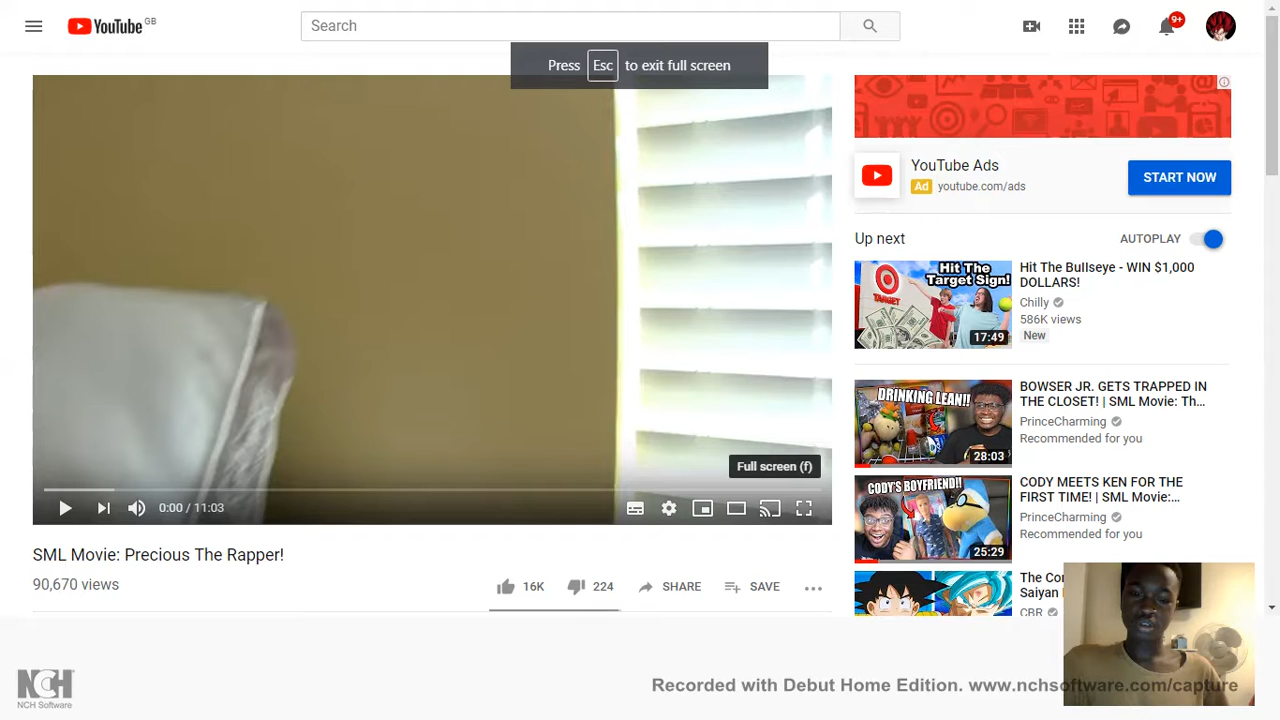 YouTube GB
Search
9+
Press Esc to exit full screen
YouTube Ads
Ad youtube.com/ads
START NOW
Up next
AUTOPLAY
Hit The
Target Sign!
TARGET
17:49
Hit The Bullseye - WIN $1,000
DOLLARS!
Chilly
586K views
New
DRINKING LEAN!!
28:03
BOWSER JR. GETS TRAPPED IN
THE CLOSET! | SML Movie: Th...
PrinceCharming
Recommended for you
CODY'S BOYFRIEND!!
25:29
CODY MEETS KEN FOR THE
FIRST TIME! | SML Movie:...
PrinceCharming
Recommended for you
The Co
Saiyan
CBR
Full screen (f)
0:00 / 11:03
SML Movie: Precious The Rapper!
90,670 views
16K
224
SHARE
SAVE
NCH
NCH Software
Recorded with Debut Home Edition. www.nchsoftware.com/capture